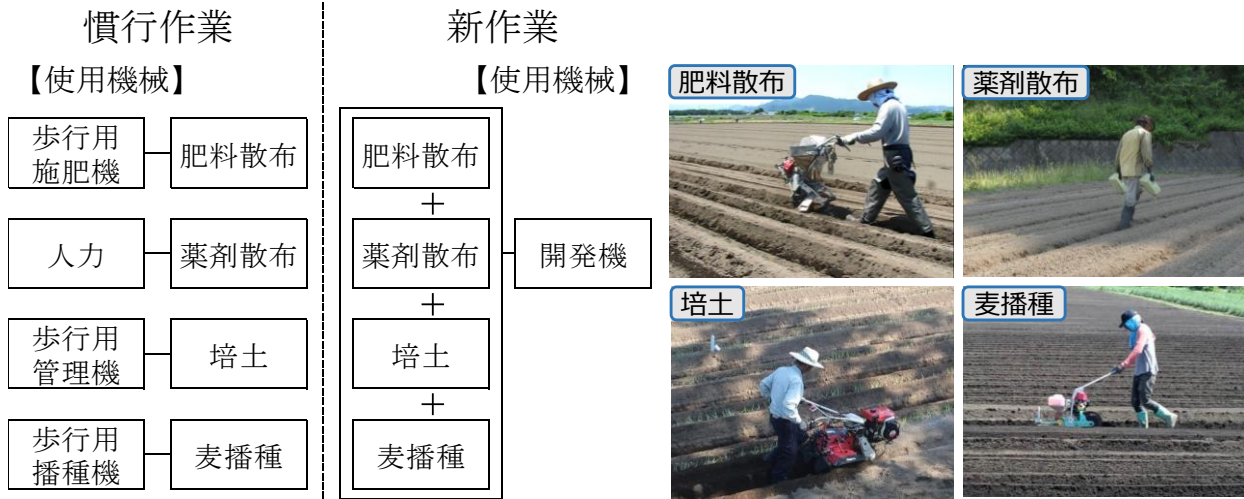 慣行作業
【使用機械】
歩行用
施肥機
肥料散布
人力
薬剤散布
歩行用
管理機
培土
歩行用
播種機
麦播種
新作業
【使用機械】
肥料散布
+
薬剤散布
+
培土
+
麦播種
開発機
肥料散布
薬剤散布
培土
麦播種